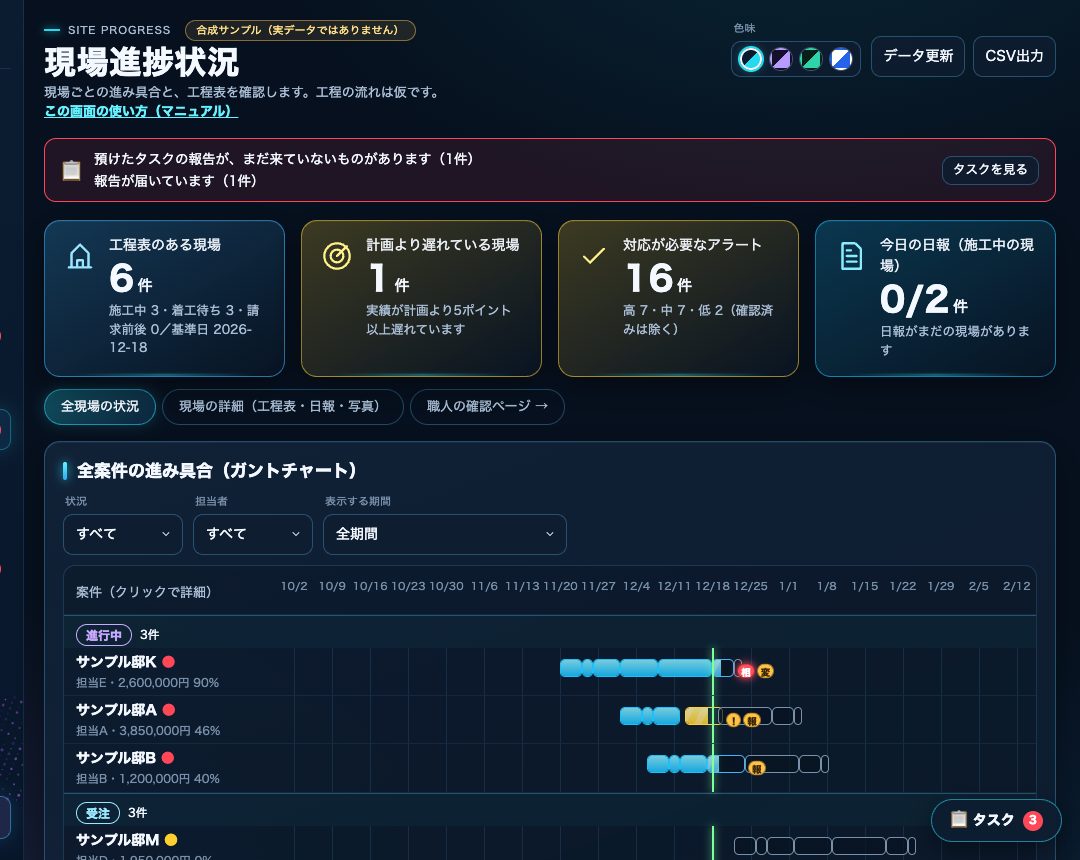 SITE PROGRESS
合成サンプル（実データではありません）
現場進捗状況
現場ごとの進み具合と、工程表を確認します。工程の流れは仮です。
この画面の使い方（マニュアル）
色味
データ更新
CSV出力
預けたタスクの報告が、まだ来ていないものがあります（1件）
報告が届いています（1件）
タスクを見る
工程表のある現場
6 件
施工中 3・着工待ち 3・請
求前後 0／基準日 2026-
12-18
計画より遅れている現場
1 件
実績が計画より5ポイント
以上遅れています
対応が必要なアラート
16 件
高 7・中 7・低 2（確認済
みは除く）
今日の日報（施工中の現
場）
0/2 件
日報がまだの現場がありま
す
全現場の状況
現場の詳細（工程表・日報・写真）
職人の確認ページ →
全案件の進み具合（ガントチャート）
状況
担当者
表示する期間
すべて
すべて
全期間
案件（クリックで詳細）
10/2 10/9 10/16 10/23 10/30 11/6 11/13 11/20 11/27 12/4 12/11 12/18 12/25 1/1 1/8 1/15 1/22 1/29 2/5 2/12
進行中 3件
サンプル邸K
相 変
担当E・2,600,000円 90%
サンプル邸A
! 報
担当A・3,850,000円 46%
サンプル邸B
報
担当B・1,200,000円 40%
受注 3件
サンプル邸M
担当D・1,950,000円 0%
タスク 3